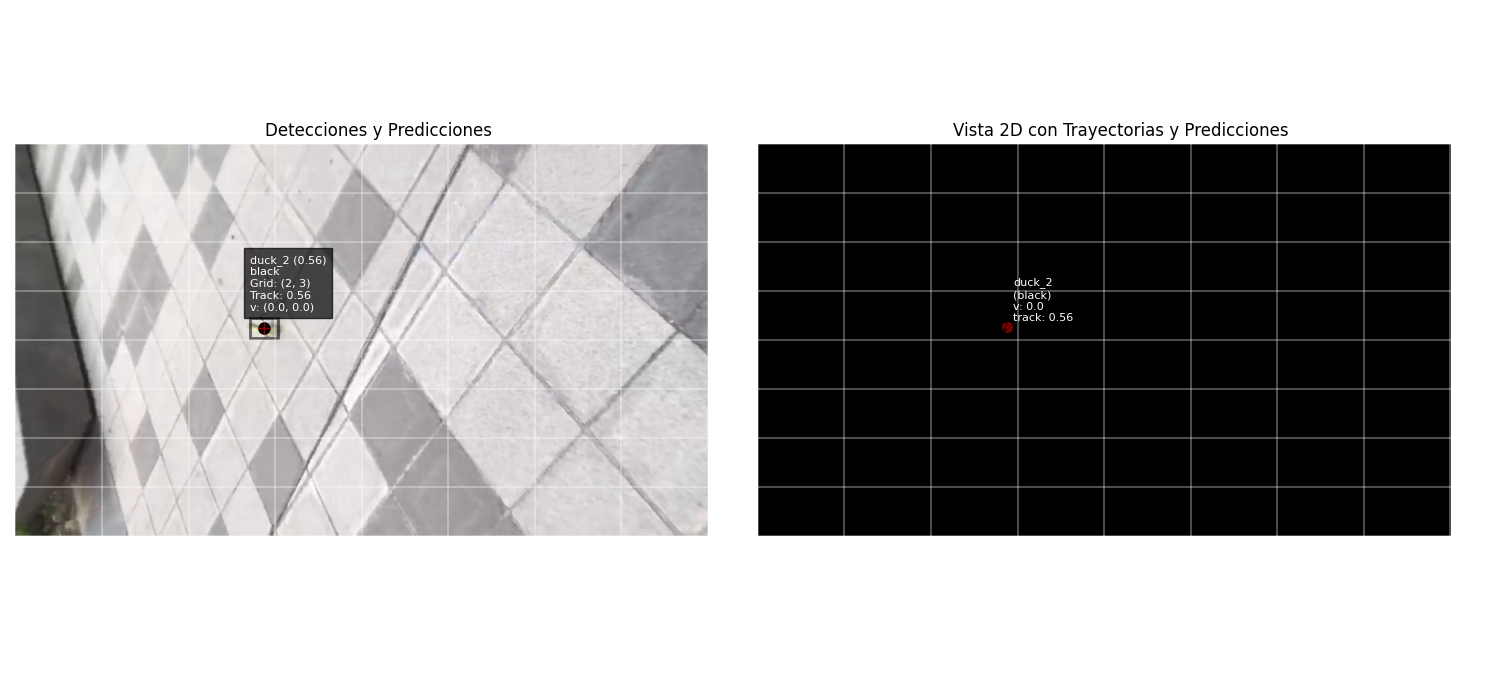 Detecciones y Predicciones
duck_2 (0.56)
black
Grid: (2, 3)
Track: 0.56
v: (0.0, 0.0)
Vista 2D con Trayectorias y Predicciones
duck_2
(black)
v: 0.0
track: 0.56